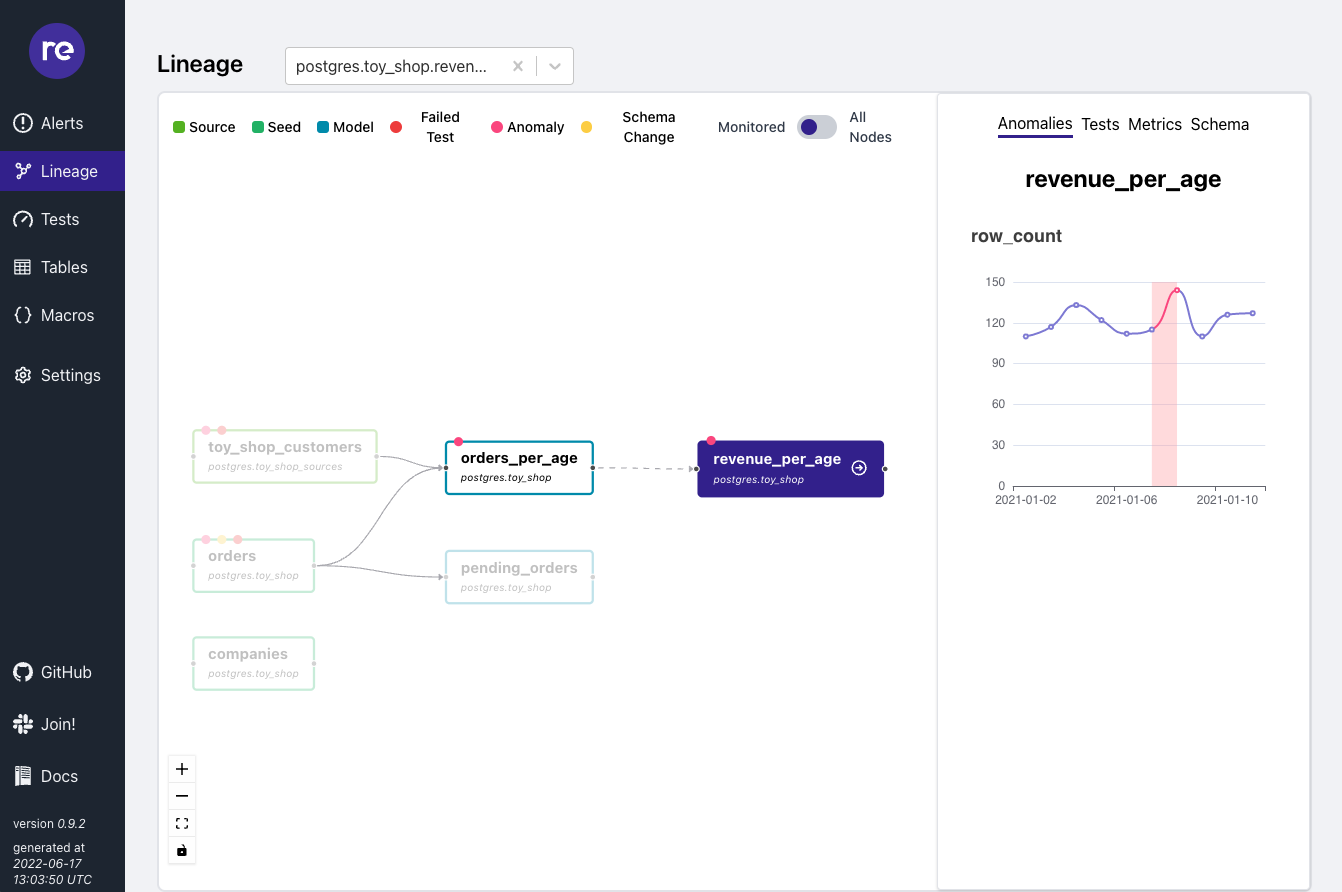 re
Alerts
Lineage
Tests
Tables
Macros
Settings
GitHub
Join!
Docs
version 0.9.2
generated at
2022-06-17
13:03:50 UTC
Lineage
postgres.toy_shop.reven...
Source
Seed
Model
Failed
Test
Anomaly
Schema
Change
Monitored
All
Nodes
toy_shop_customers
postgres.toy_shop_sources
orders
postgres.toy_shop
companies
postgres.toy_shop
orders_per_age
postgres.toy_shop
pending_orders
postgres.toy_shop
revenue_per_age
postgres.toy_shop
Anomalies Tests Metrics Schema
revenue_per_age
row_count
150
120
90
60
30
0
2021-01-02 2021-01-06 2021-01-10